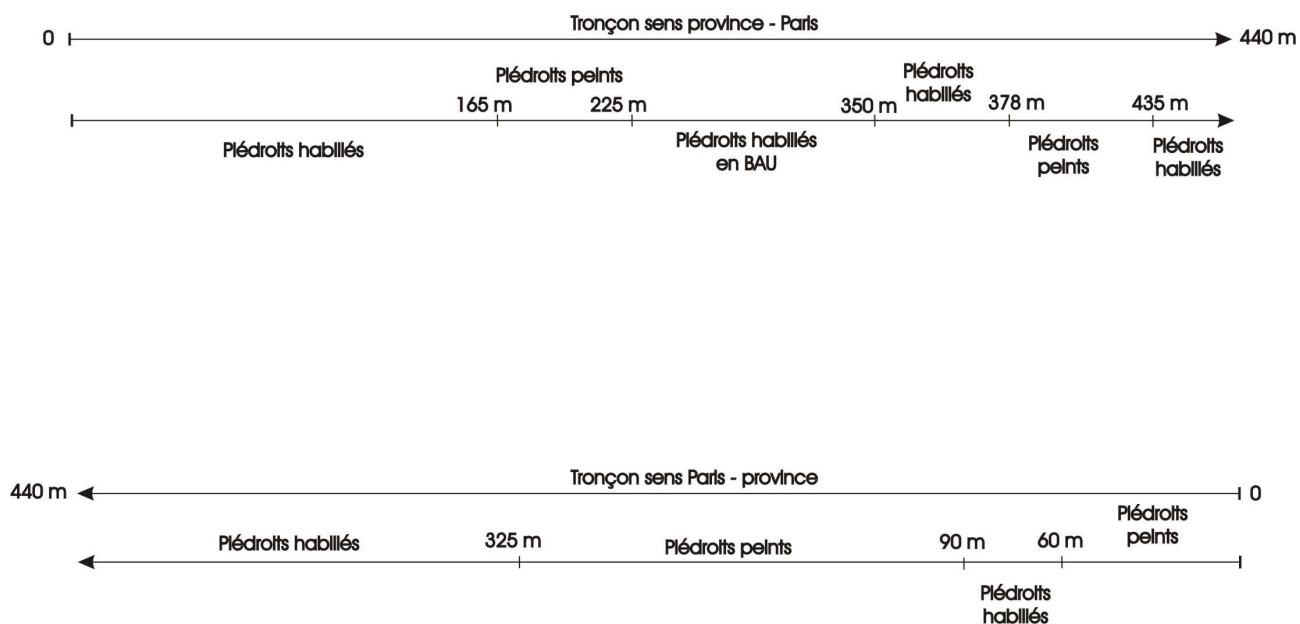 Tronçon sens province - Paris
0
440 m
Piédroits peints
Piédroits
habillés
165 m
225 m
350 m
378 m
435 m
Piédroits habillés
Piédroits habillés
en BAU
Piédroits
peints
Piédroits
habillés
Tronçon sens Paris - province
440 m
0
Piédroits
peints
Piédroits habillés
325 m
Piédroits peints
90 m
60 m
Piédroits
habillés